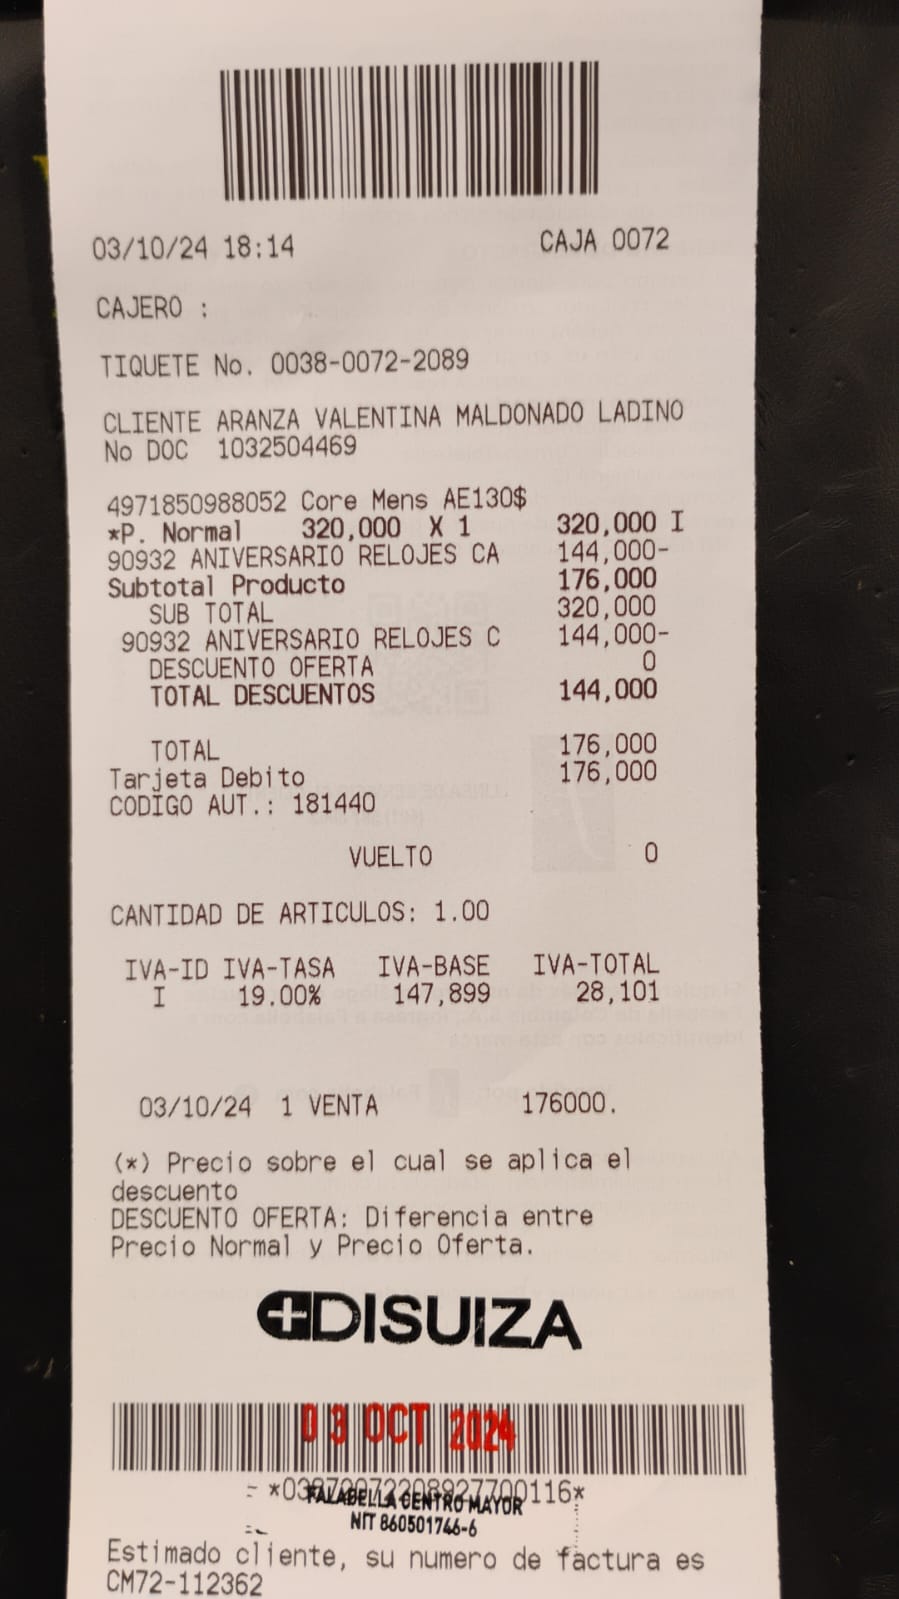 03/10/24 18:14 CAJA 0072
CAJERO :
TIQUETE No. 0038-0072-2089
CLIENTE ARANZA VALENTINA MALDONADO LADINO
No DOC 1032504469
4971850988052 Core Mens AE130$
*P. Normal 320,000 X 1 320,000 I
90932 ANIVERSARIO RELOJES CA 144,000-
Subtotal Producto 176,000
SUB TOTAL 320,000
90932 ANIVERSARIO RELOJES C 144,000-
DESCUENTO OFERTA 0
TOTAL DESCUENTOS 144,000
TOTAL 176,000
Tarjeta Debito 176,000
CODIGO AUT.: 181440
VUELTO 0
CANTIDAD DE ARTICULOS: 1.00
IVA-ID IVA-TASA IVA-BASE IVA-TOTAL
I 19.00% 147,899 28,101
03/10/24 1 VENTA 176000.
(*) Precio sobre el cual se aplica el
descuento
DESCUENTO OFERTA: Diferencia entre
Precio Normal y Precio Oferta.
DISUIZA
03 OCT 2024
FALABELLA CENTRO MAYOR
NIT 860501746-6
Estimado cliente, su numero de factura es
CM72-112362